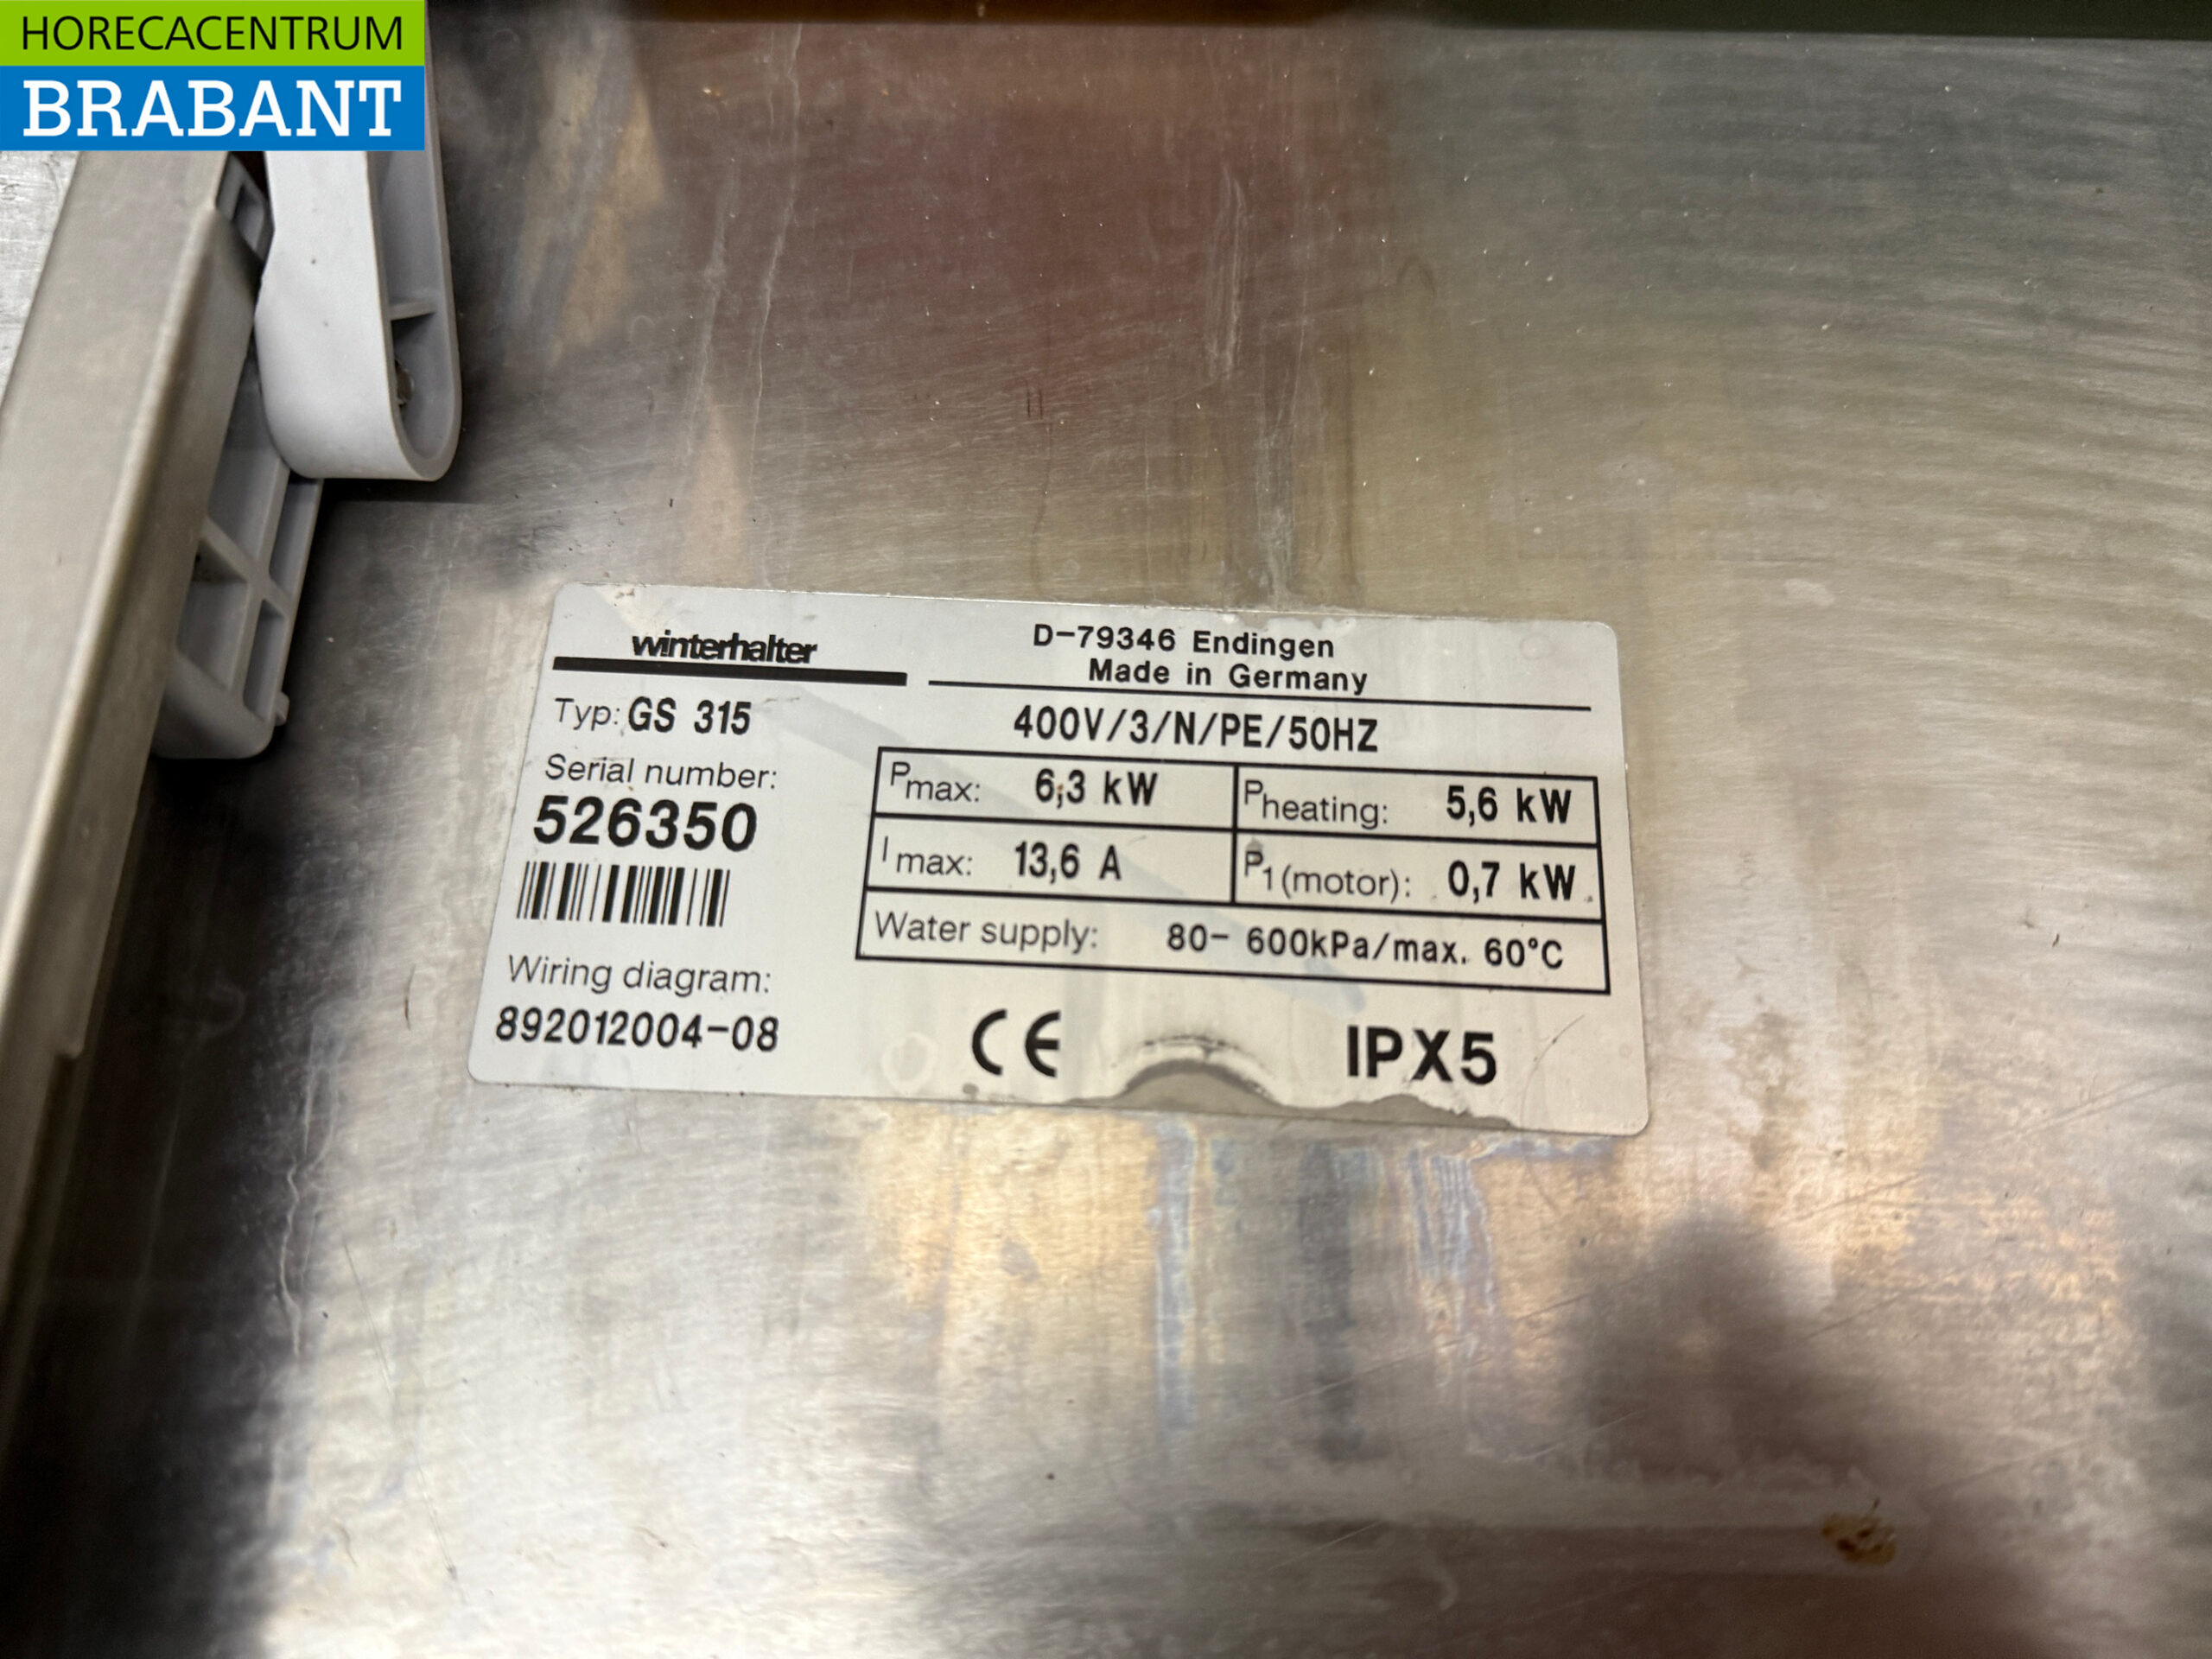 HORECACENTRUM
BRABANT
winterhalter
D-79346 Endingen
Made in Germany
Typ: GS 315
400V/3/N/PE/50HZ
Serial number:
526350
Pmax: 6,3 kW
Pheating: 5,6 kW
I max: 13,6 A
P1 (motor): 0,7 kW
Water supply: 80- 600kPa/max. 60°C
Wiring diagram:
892012004-08
CE
IPX5